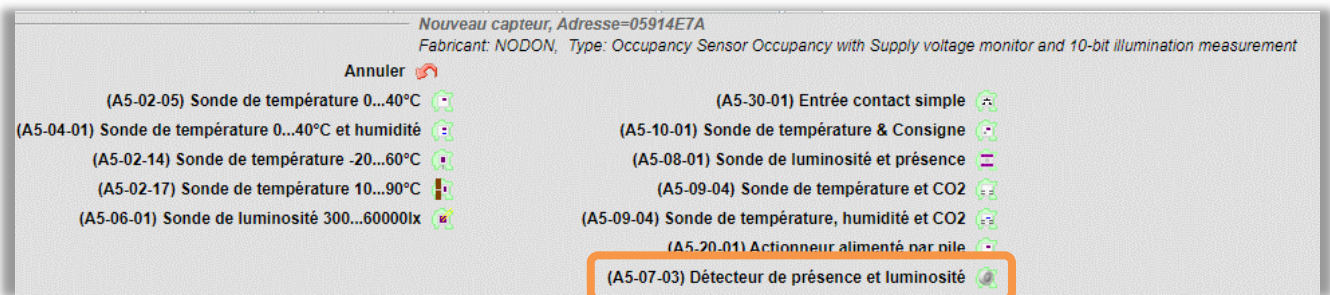 Nouveau capteur, Adresse=05914E7A
Fabricant: NODON, Type: Occupancy Sensor Occupancy with Supply voltage monitor and 10-bit illumination measurement
Annuler
(A5-02-05) Sonde de température 0...40°C
(A5-04-01) Sonde de température 0...40°C et humidité
(A5-02-14) Sonde de température -20...60°C
(A5-02-17) Sonde de température 10...90°C
(A5-06-01) Sonde de luminosité 300...60000lx
(A5-30-01) Entrée contact simple
(A5-10-01) Sonde de température & Consigne
(A5-08-01) Sonde de luminosité et présence
(A5-09-04) Sonde de température et CO2
(A5-09-04) Sonde de température, humidité et CO2
(A5-20-01) Actionneur alimenté par pile
(A5-07-03) Détecteur de présence et luminosité